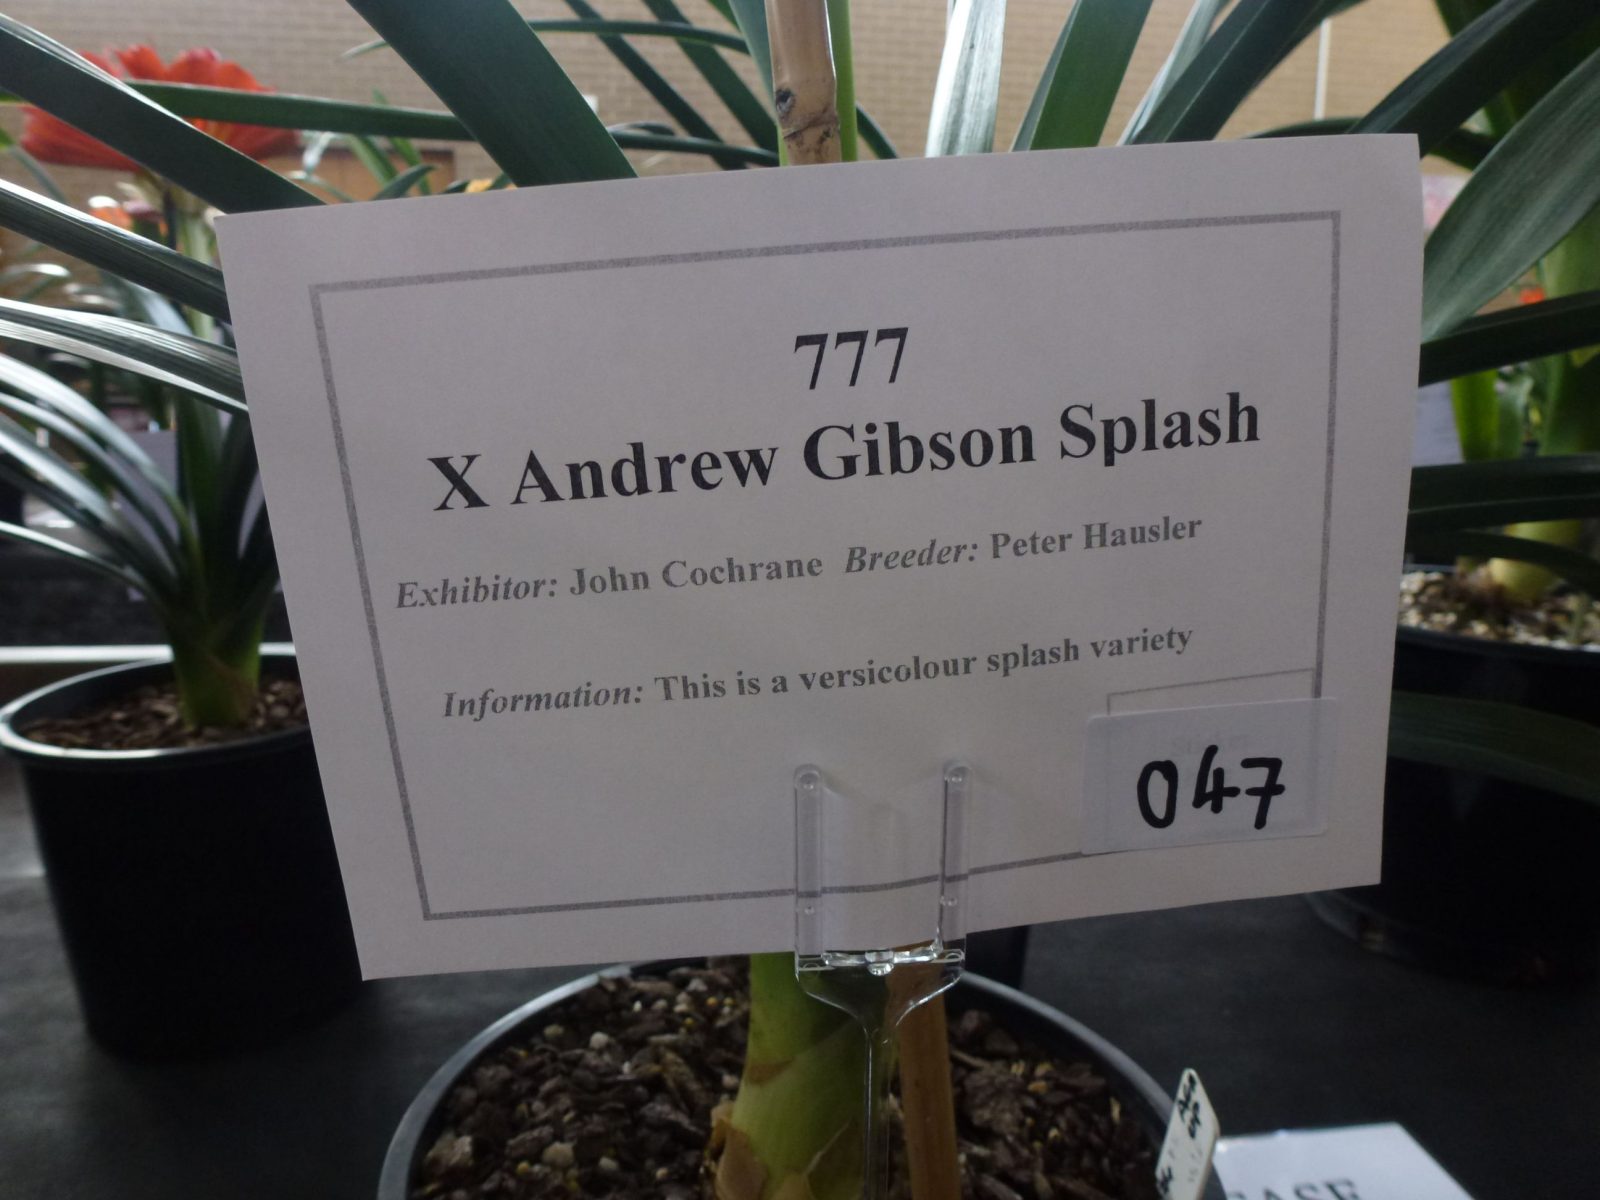 777
X Andrew Gibson Splash
Exhibitor: John Cochrane Breeder: Peter Hausler
Information: This is a versicolour splash variety
047